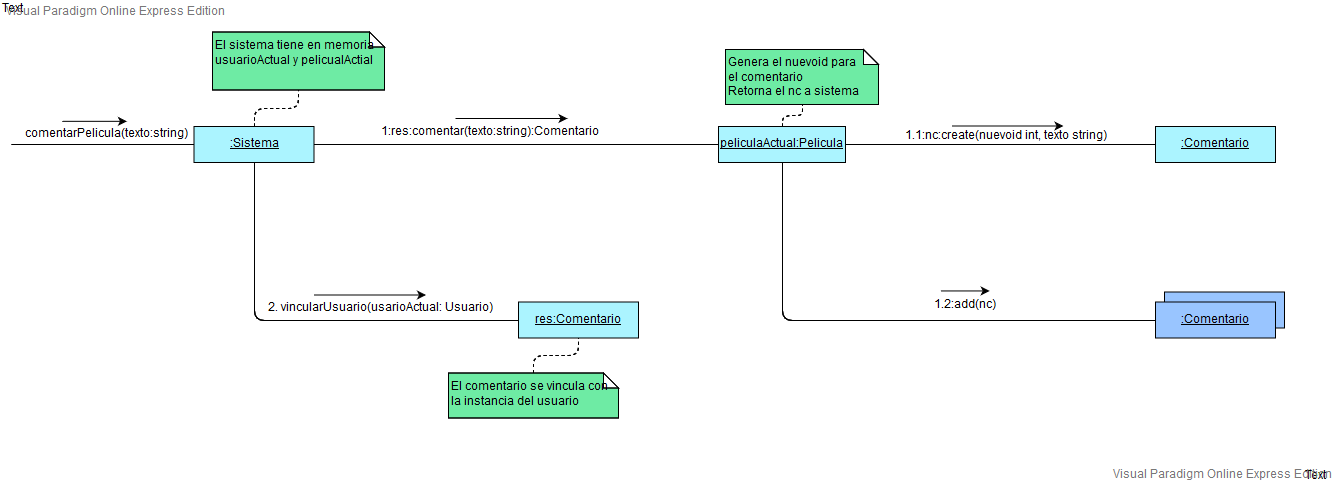 Text
Visual Paradigm Online Express Edition
El sistema tiene en memoria
usuarioActual y pelicualActial
Genera el nuevoid para
el comentario
Retorna el nc a sistema
comentarPelicula(texto:string)
:Sistema
1:res:comentar(texto:string):Comentario
peliculaActual:Pelicula
1.1:nc:create(nuevoid int, texto string)
:Comentario
2. vincularUsuario(usarioActual: Usuario)
res:Comentario
1.2:add(nc)
:Comentario
El comentario se vincula con
la instancia del usuario
Visual Paradigm Online Express Edition
Text